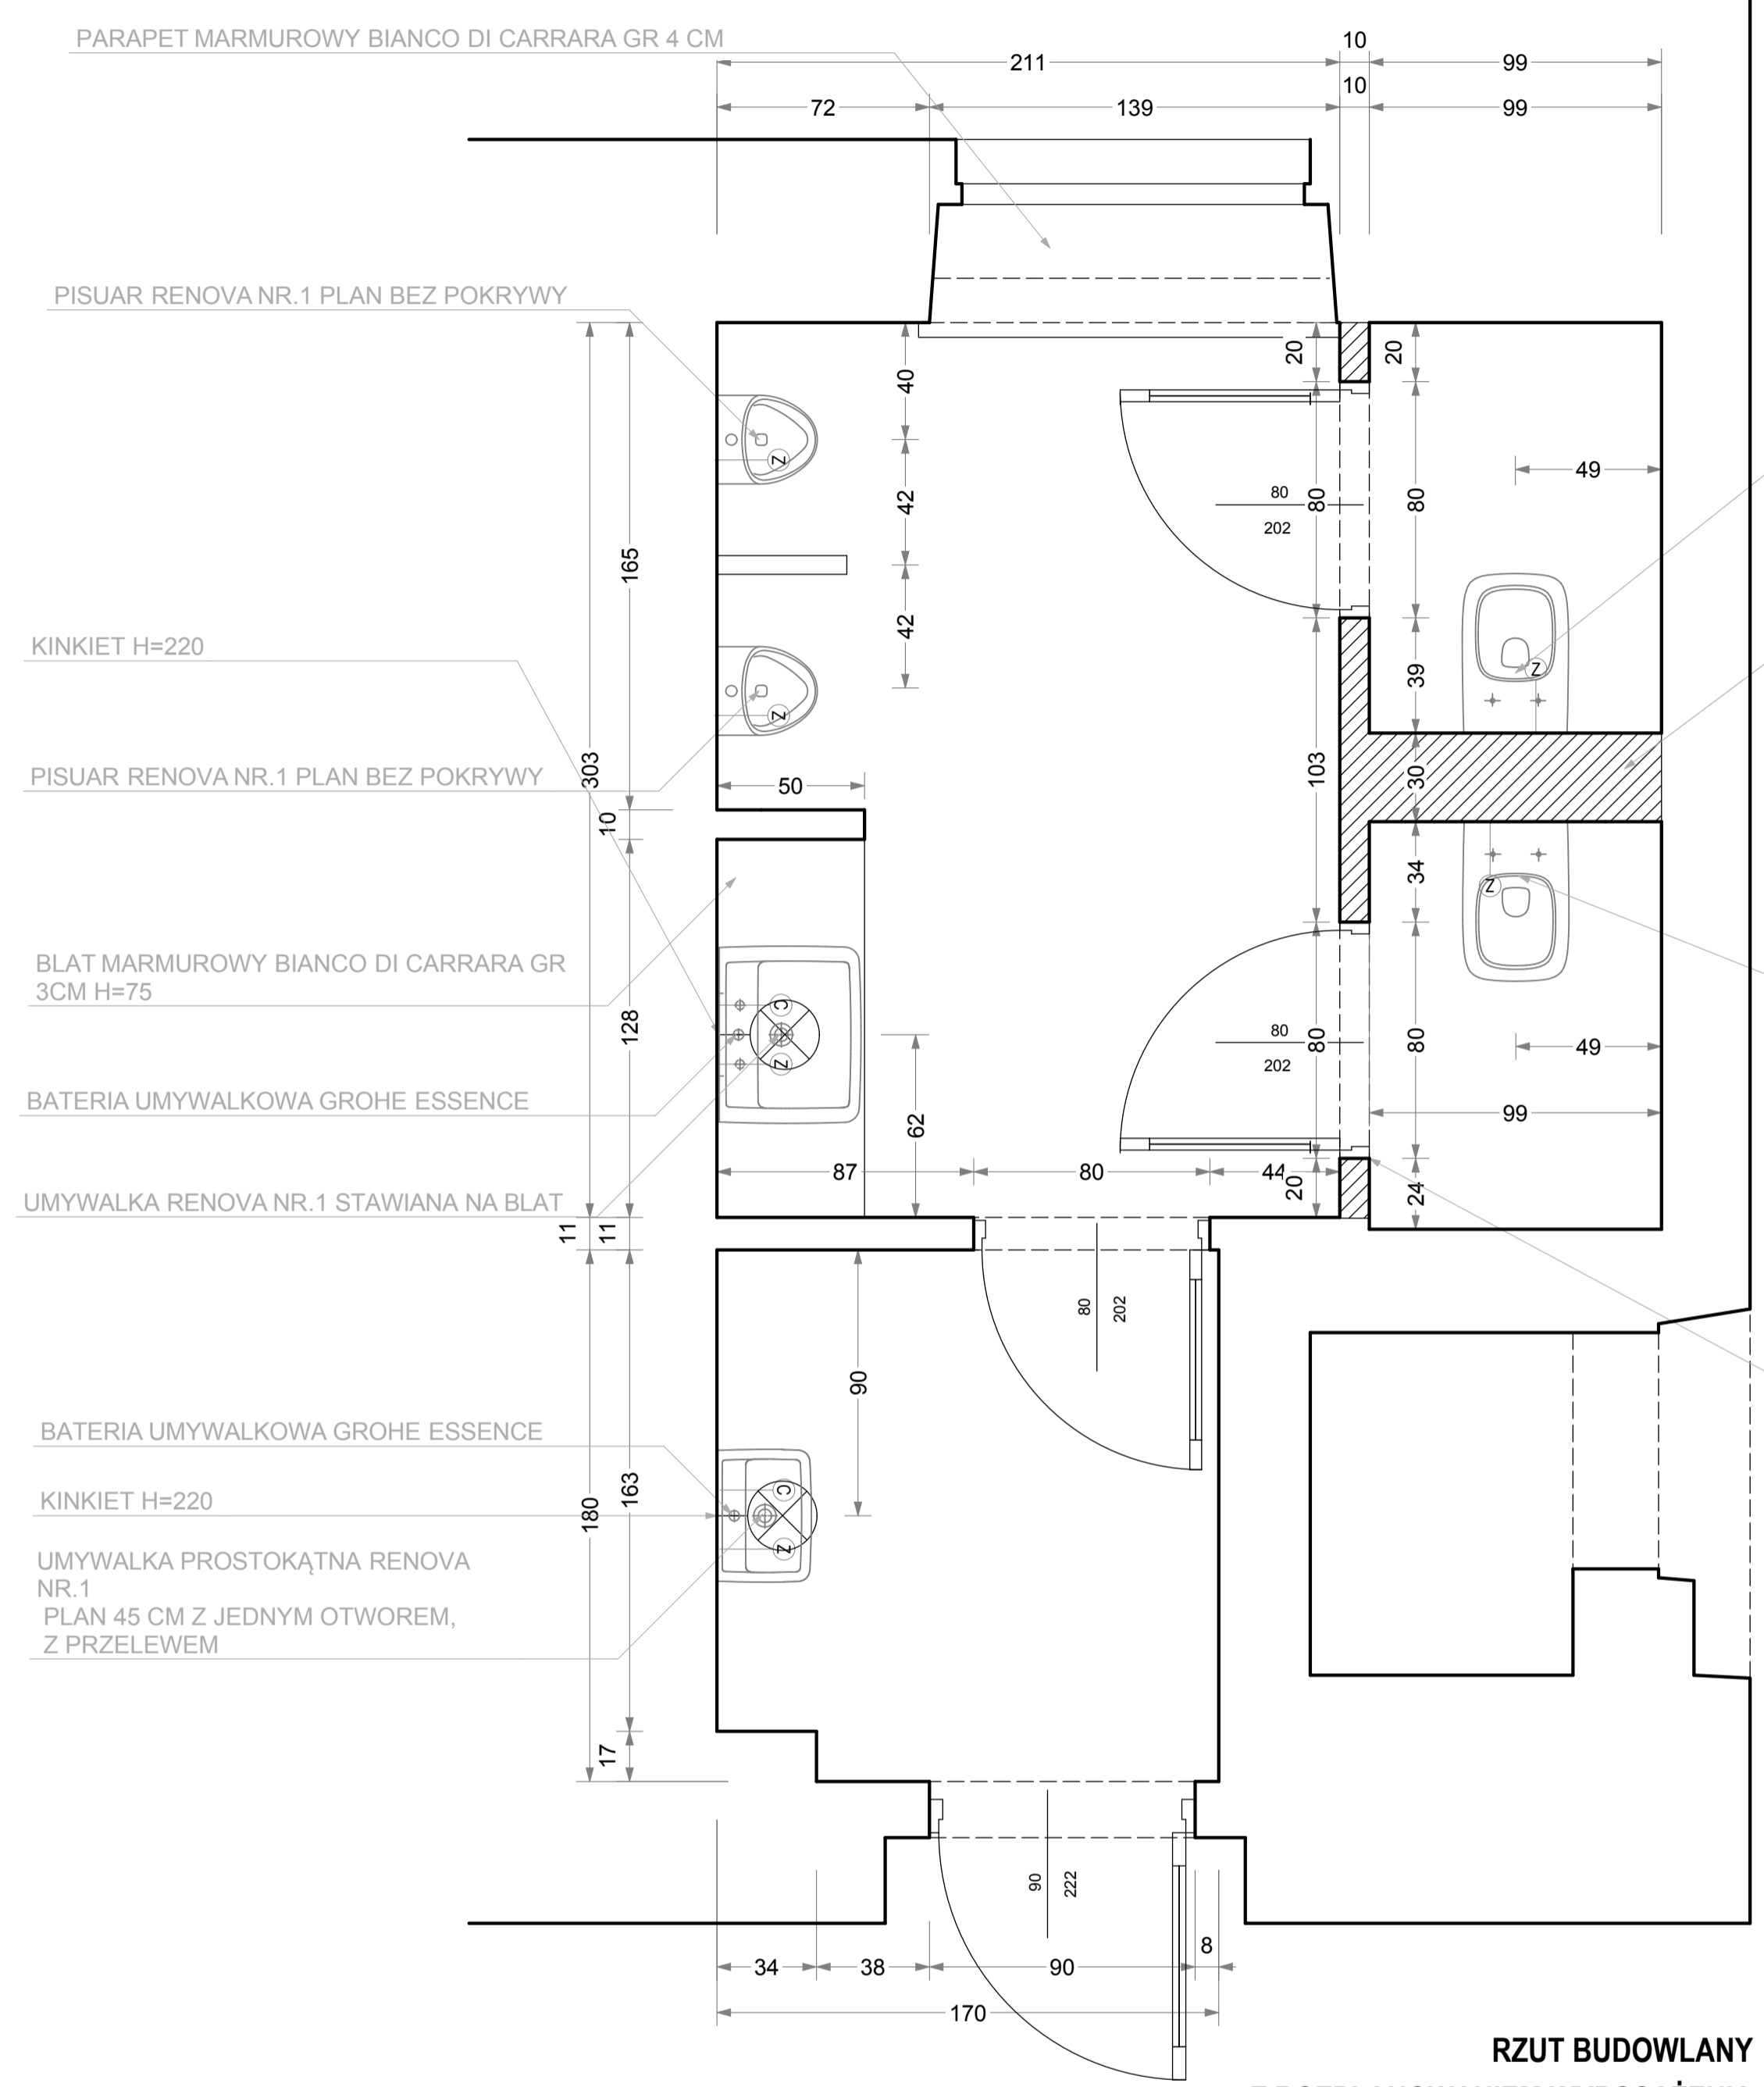 PARAPET MARMUROWY BIANCO DI CARRARA GR 4 CM
10
211
99
10
72
139
99
PISUAR RENOVA NR.1 PLAN BEZ POKRYWY
20
20
40
Z
49
42
80
80
202
80
165
42
KINKIET H=220
Z
39
Z
303
PISUAR RENOVA NR.1 PLAN BEZ POKRYWY
50
103
30
10
34
Z
BLAT MARMUROWY BIANCO DI CARRARA GR
3CM H=75
128
C
Z
80
202
80
80
49
BATERIA UMYWALKOWA GROHE ESSENCE
62
99
87
80
44
20
24
UMYWALKA RENOVA NR.1 STAWIANA NA BLAT
11
11
80
202
90
BATERIA UMYWALKOWA GROHE ESSENCE
163
C
KINKIET H=220
180
Z
UMYWALKA PROSTOKĄTNA RENOVA
NR.1
PLAN 45 CM Z JEDNYM OTWOREM,
Z PRZELEWEM
17
90
222
34
38
90
8
170
RZUT BUDOWLANY